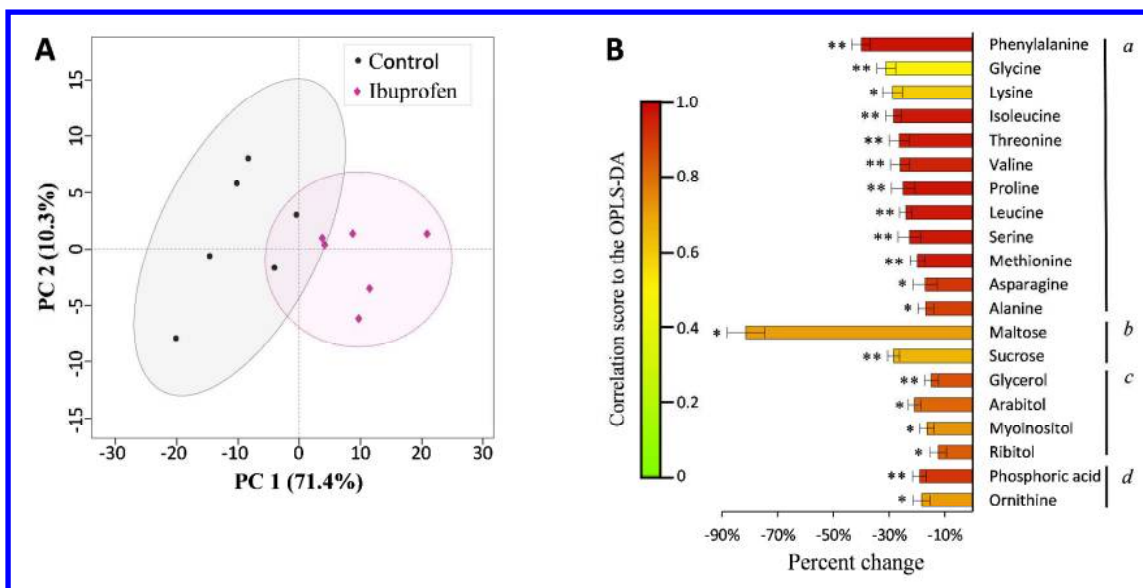 A
Control
Ibuprofen
15
10
5
0
-5
-10
-15
PC 2 (10.3%)
-30
-20
-10
0
10
20
30
PC 1 (71.4%)
B
Correlation score to the OPLS-DA
1.0
0.8
0.6
0.4
0.2
0
** Phenylalanine a
** Glycine
* Lysine
** Isoleucine
** Threonine
** Valine
** Proline
** Leucine
** Serine
** Methionine
* Asparagine
* Alanine
* Maltose b
** Sucrose
** Glycerol c
* Arabitol
* Myoinositol
* Ribitol
** Phosphoric acid d
* Ornithine
-90% -70% -50% -30% -10%
Percent change